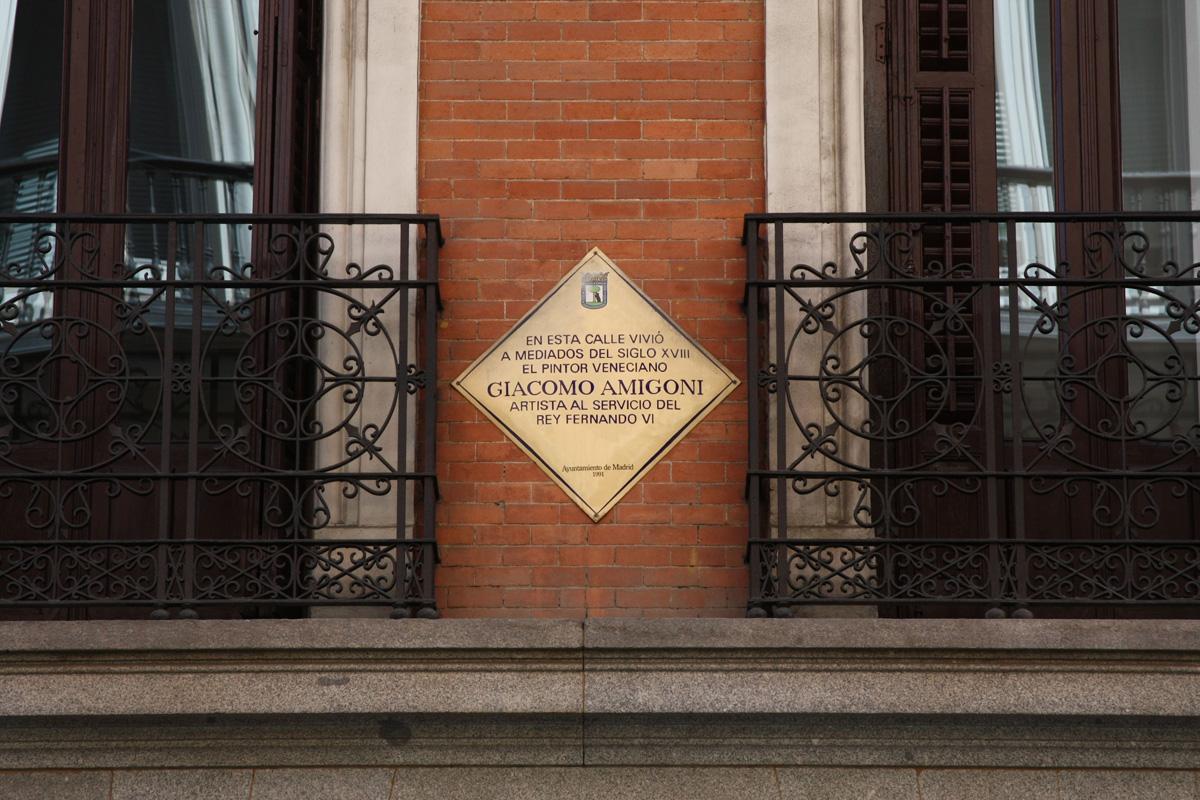 EN ESTA CALLE VIVIÓ
A MEDIADOS DEL SIGLO XVIII
EL PINTOR VENECIANO
GIACOMO AMIGONI
ARTISTA AL SERVICIO DEL
REY FERNANDO VI
Ayuntamiento de Madrid
1991